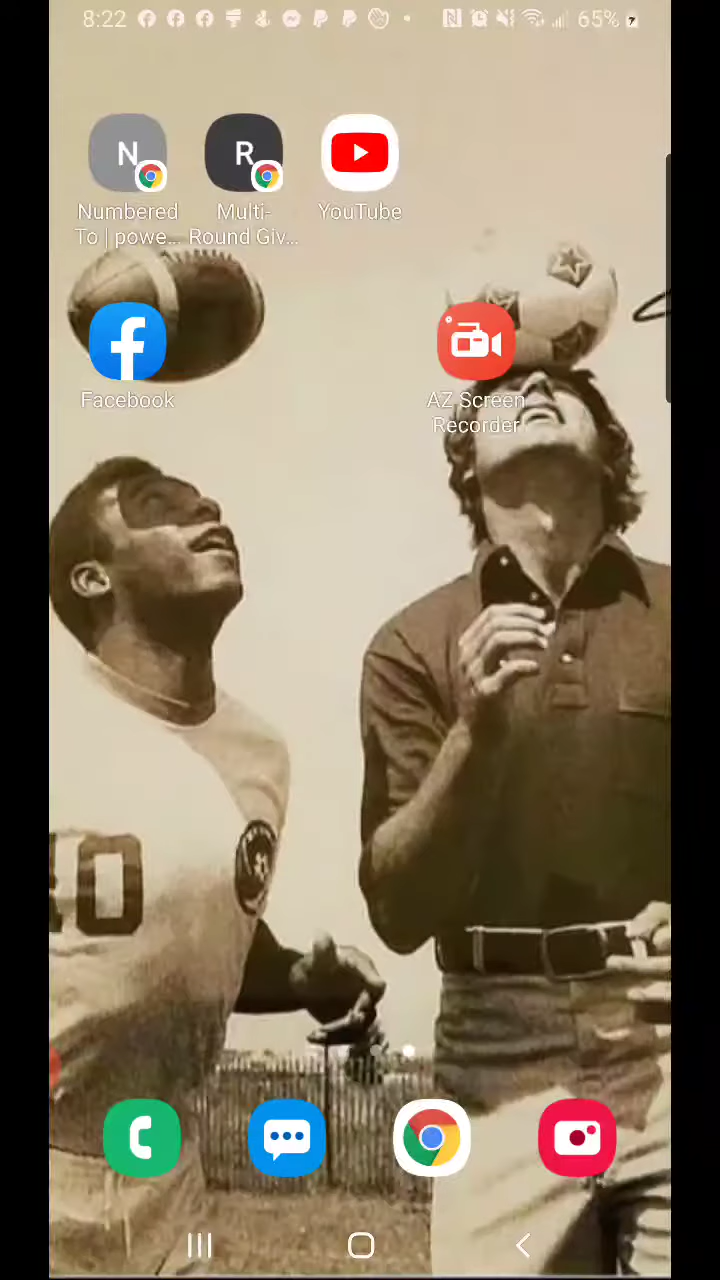 8:22
65%
N
R
Numbered To | powe...
Multi-Round Giv...
YouTube
Facebook
AZ Screen Recorder
10